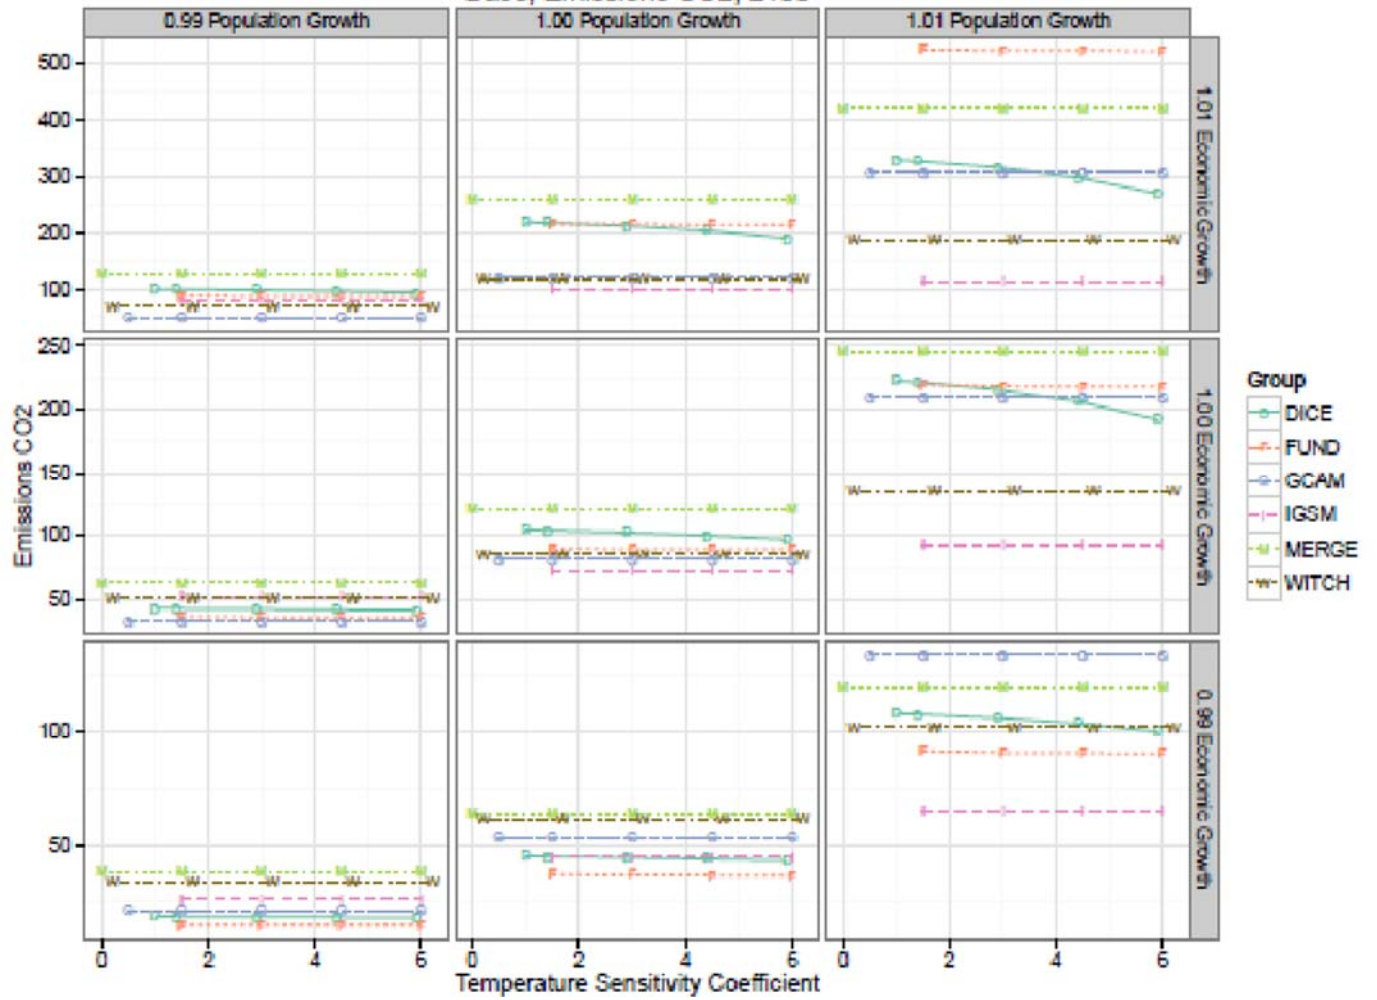 0.99 Population Growth
1.00 Population Growth
1.01 Population Growth
500
400
300
200
100
1.01 Economic Growth
250
200
150
100
50
1.00 Economic Growth
100
50
0.99 Economic Growth
Emissions CO2
0 2 4 6
0 2 4 6
0 2 4 6
Temperature Sensitivity Coefficient
Group
DICE
FUND
GCAM
IGSM
MERGE
WITCH